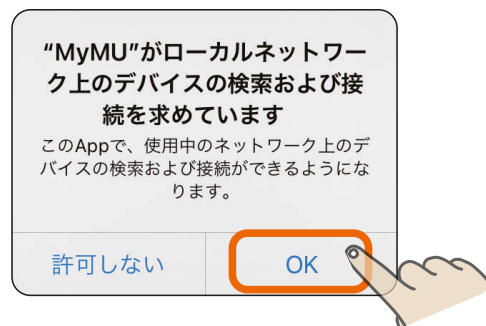 “MyMU”がローカルネットワー
ク上のデバイスの検索および接
続を求めています
このAppで、使用中のネットワーク上のデ
バイスの検索および接続ができるようにな
ります。
許可しない
OK